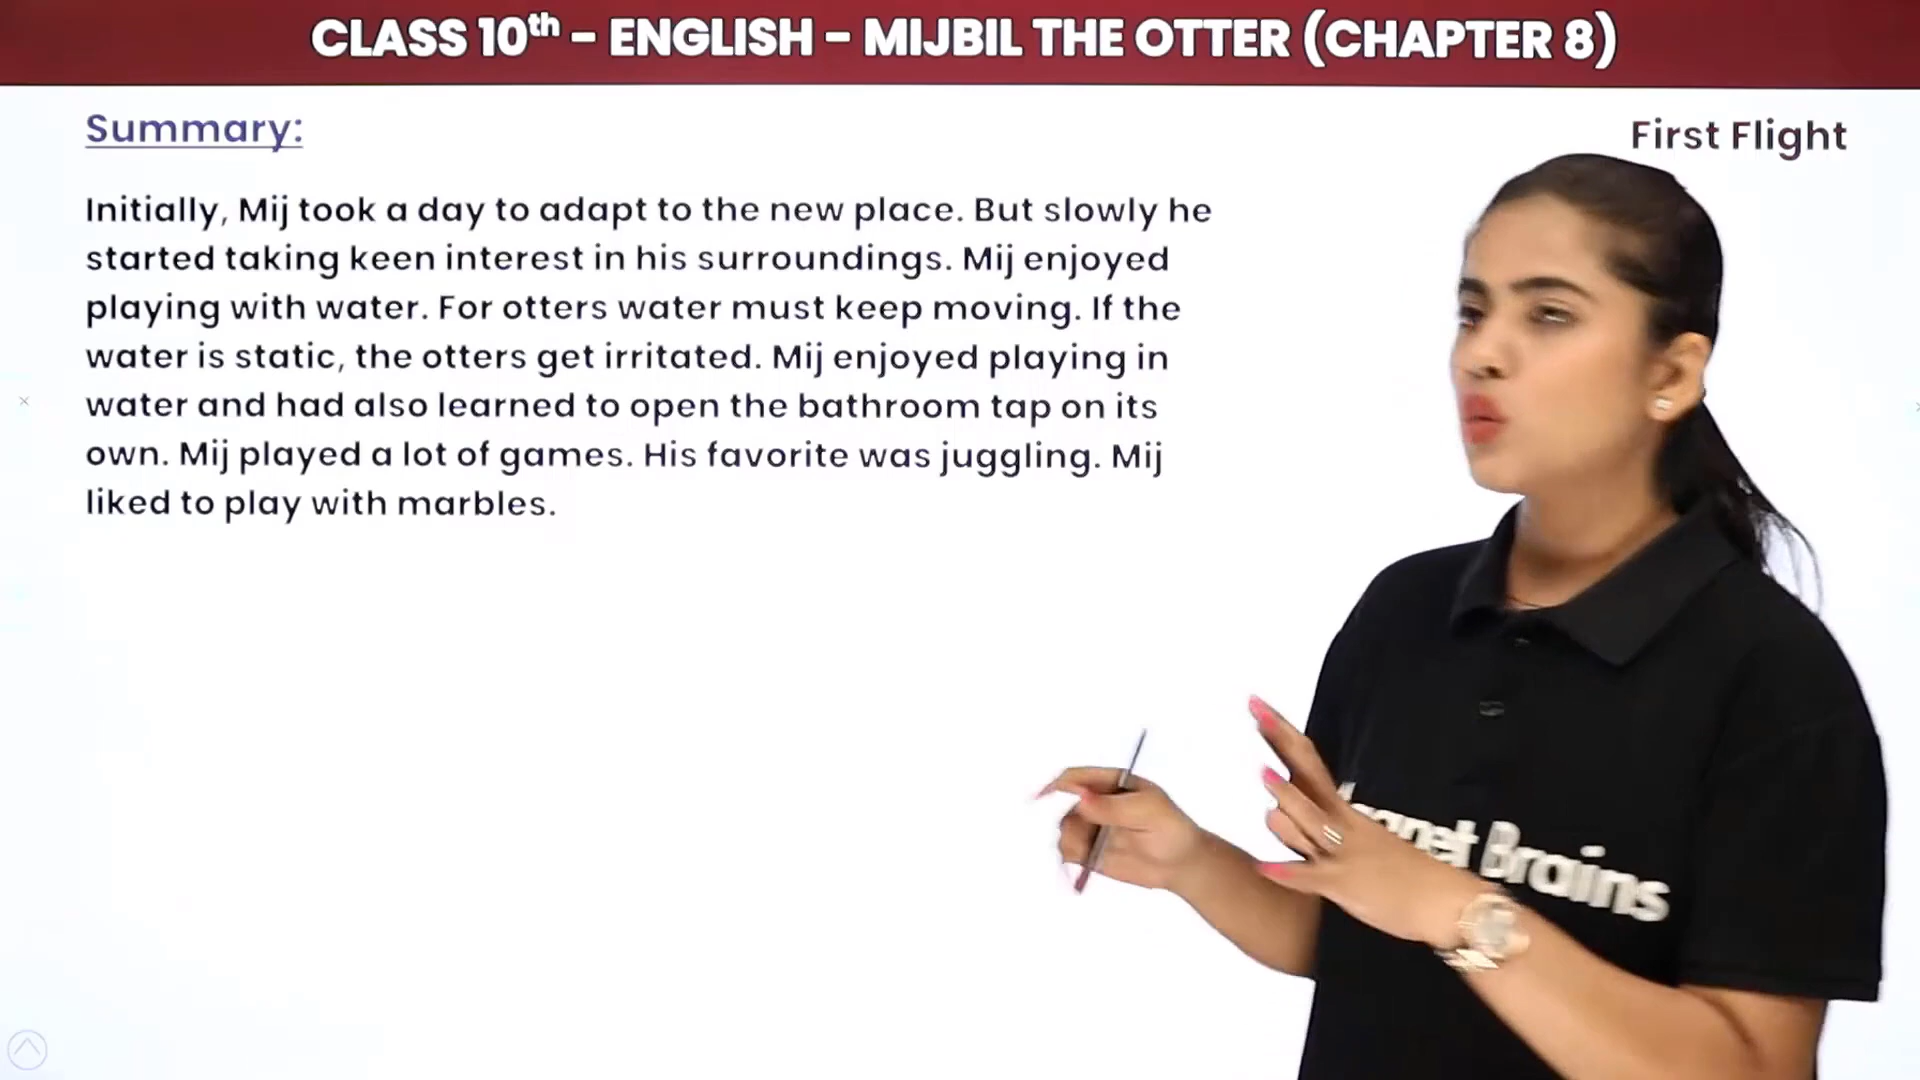 CLASS 10th - ENGLISH - MIJBIL THE OTTER (CHAPTER 8)
Summary:
First Flight
Initially, Mij took a day to adapt to the new place. But slowly he
started taking keen interest in his surroundings. Mij enjoyed
playing with water. For otters water must keep moving. If the
water is static, the otters get irritated. Mij enjoyed playing in
water and had also learned to open the bathroom tap on its
own. Mij played a lot of games. His favorite was juggling. Mij
liked to play with marbles.
Brains